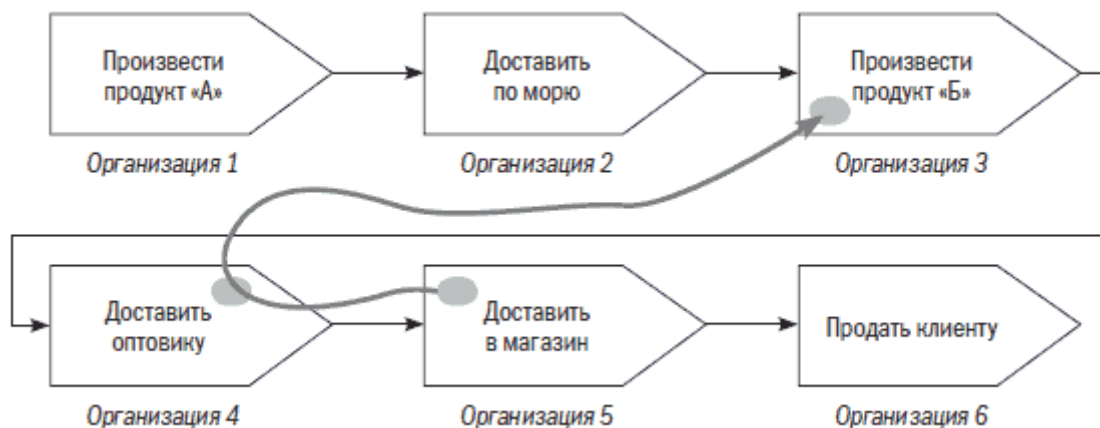 Произвести
продукт «А»
Доставить
по морю
Произвести
продукт «Б»
Организация 1
Организация 2
Организация 3
Доставить
оптовику
Доставить
в магазин
Продать клиенту
Организация 4
Организация 5
Организация 6